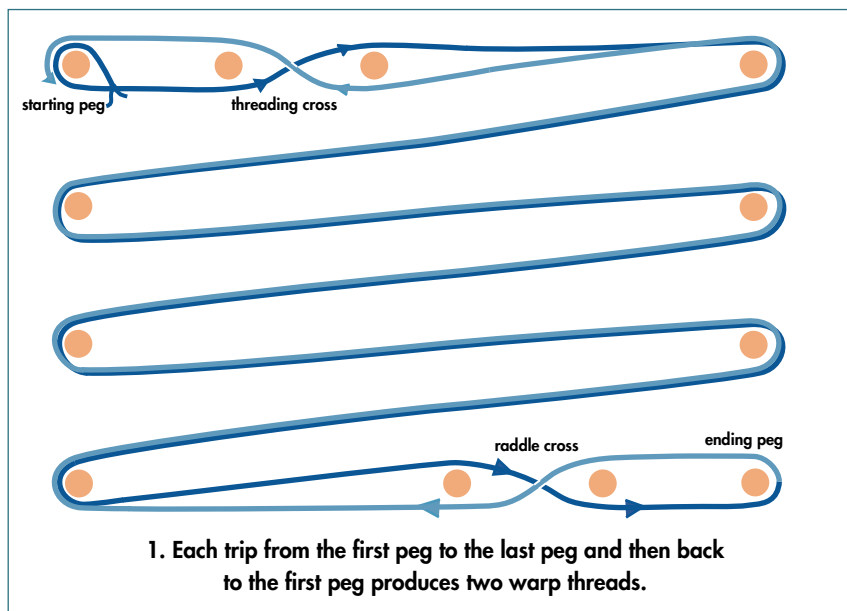 starting peg
threading cross
raddle cross
ending peg
1. Each trip from the first peg to the last peg and then back
to the first peg produces two warp threads.